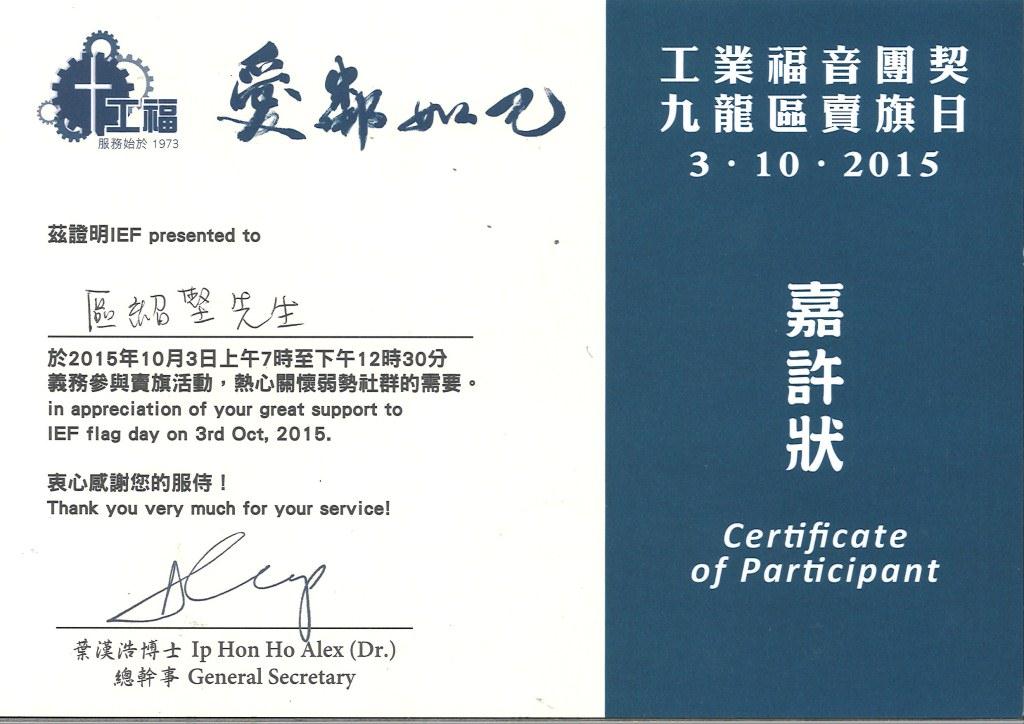 工福
服務始於 1973
愛鄰如己
茲證明IEF presented to
區紹堅先生
於2015年10月3日上午7時至下午12時30分
義務參與賣旗活動，熱心關懷弱勢社群的需要。
in appreciation of your great support to
IEF flag day on 3rd Oct, 2015.
衷心感謝您的服侍！
Thank you very much for your service!
葉漢浩博士 Ip Hon Ho Alex (Dr.)
總幹事 General Secretary
工業福音團契
九龍區賣旗日
3·10·2015
嘉許狀
Certificate
of Participant